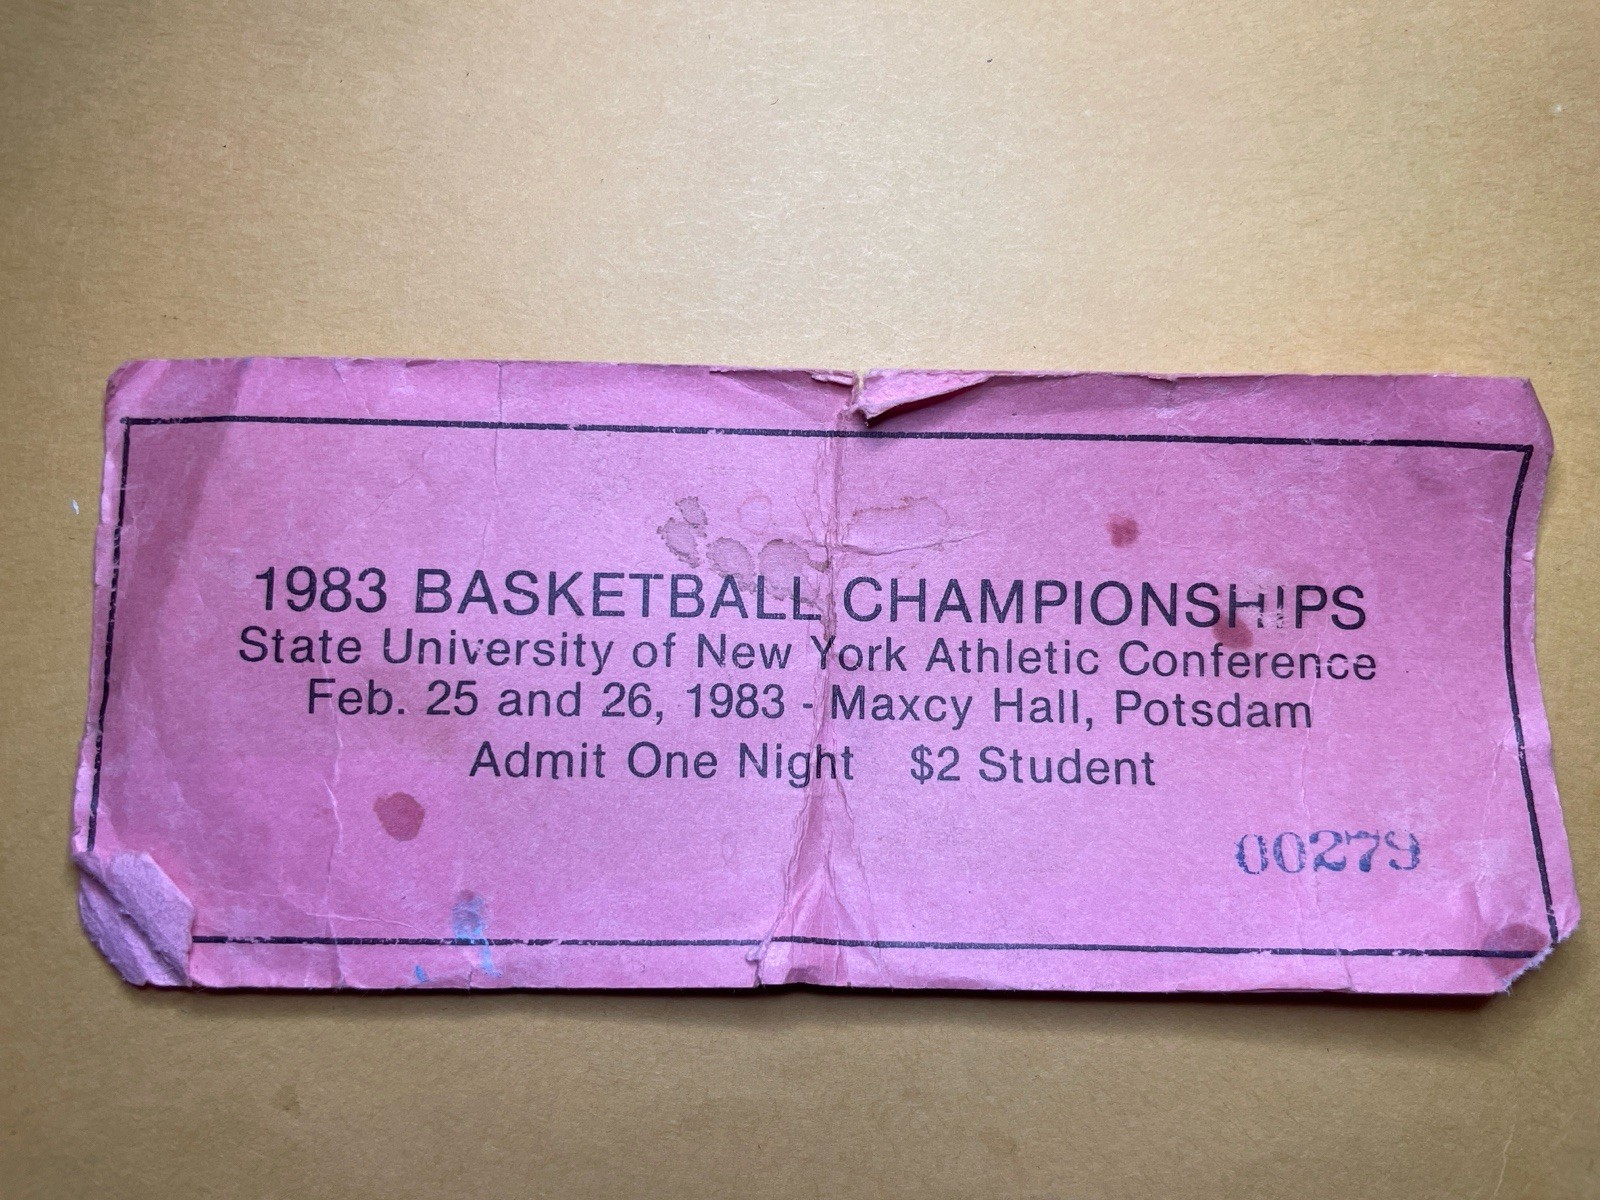 1983 BASKETBALL CHAMPIONSHIPS
State University of New York Athletic Conference
Feb. 25 and 26, 1983 - Maxcy Hall, Potsdam
Admit One Night $2 Student
00279